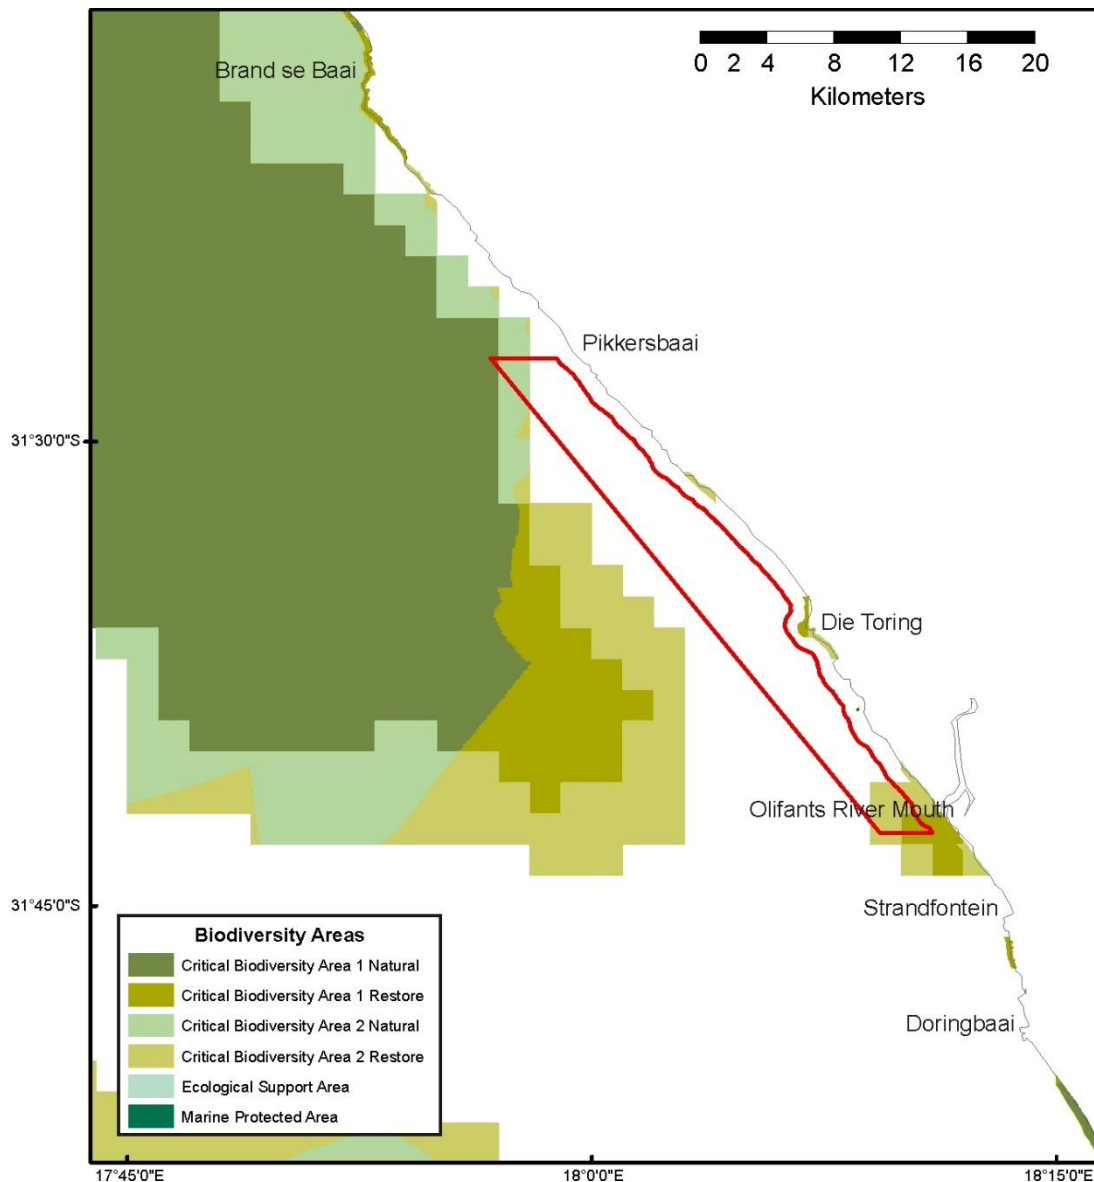 Brand se Baai
0 2 4 8 12 16 20
Kilometers
Pikkersbaai
31°30'0"S
Die Toring
Olifants River Mouth
31°45'0"S
Strandfontein
Doringbaai
Biodiversity Areas
Critical Biodiversity Area 1 Natural
Critical Biodiversity Area 1 Restore
Critical Biodiversity Area 2 Natural
Critical Biodiversity Area 2 Restore
Ecological Support Area
Marine Protected Area
17°45'0"E 18°0'0"E 18°15'0"E